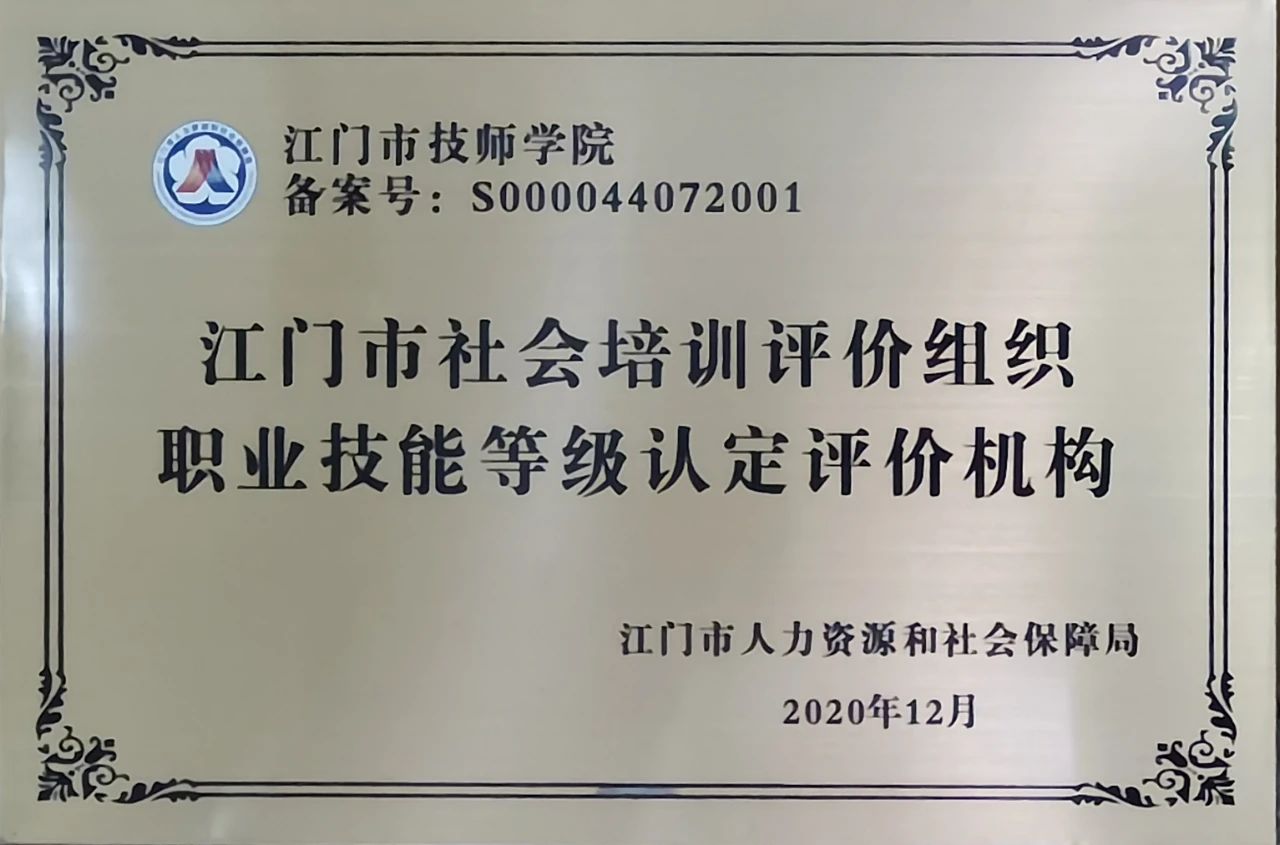 江门市技师学院
备案号：S000044072001
江门市社会培训评价组织
职业技能等级认定评价机构
江门市人力资源和社会保障局
2020年12月